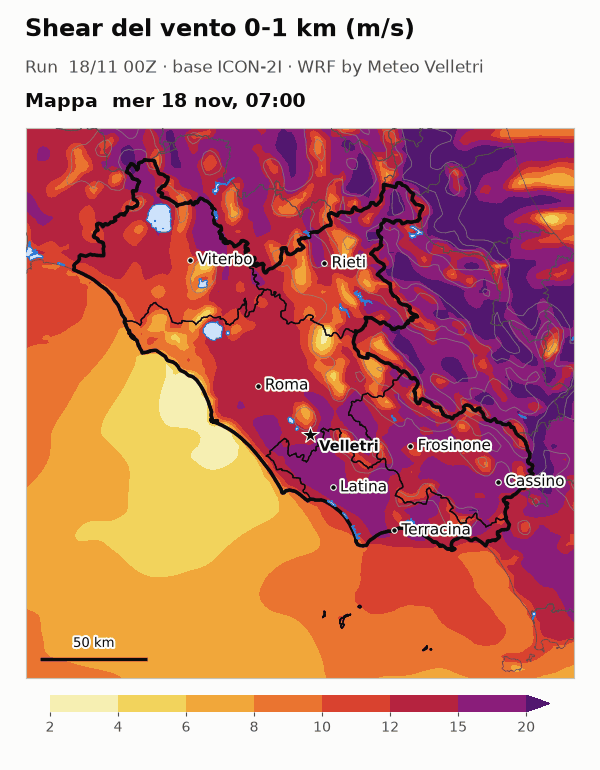 Shear del vento 0-1 km (m/s)
Run  18/11 00Z · base ICON-2I · WRF by Meteo Velletri
Mappa  mer 18 nov, 07:00
Viterbo
Rieti
Roma
Velletri
Frosinone
Cassino
Latina
Terracina
50 km
2 4 6 8 10 12 15 20